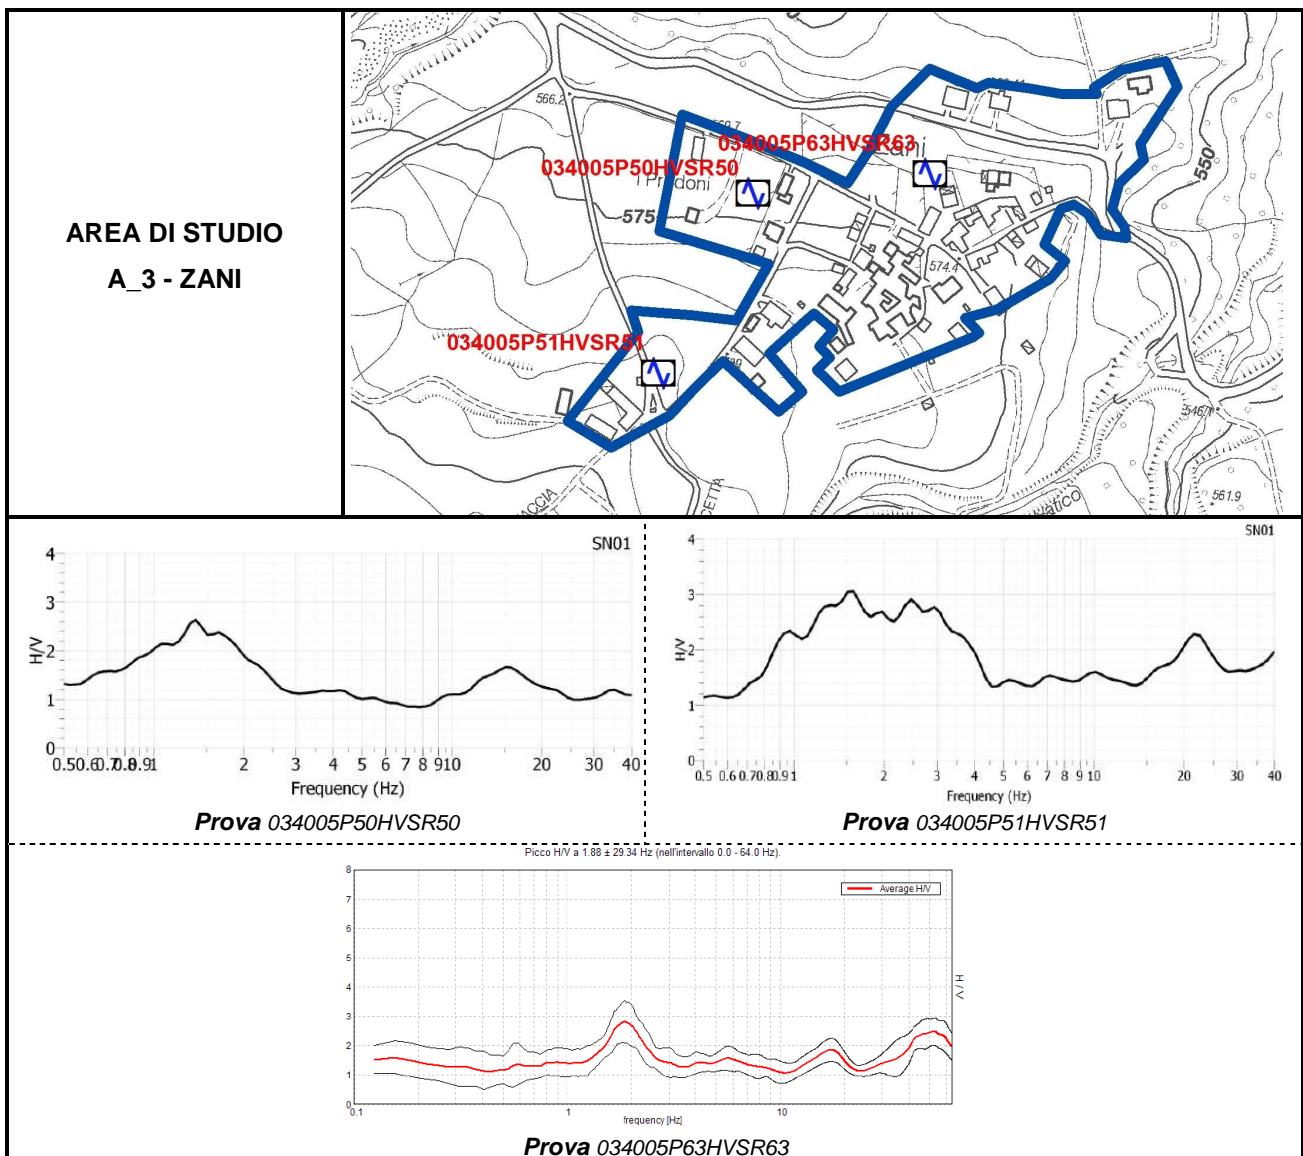 AREA DI STUDIO
A_3 - ZANI
566.2
034005P63HVSR63
034005P50HVSR50
575
550
574.4
034005P51HVSR51
561.9
SN01
4
3
2
1
0
H/V
0.5 0.6 0.7 0.8 0.9 1 2 3 4 5 6 7 8 9 10 20 30 40
Frequency (Hz)
Prova 034005P50HVSR50
SN01
4
3
2
1
0
H/V
0.5 0.6 0.7 0.8 0.9 1 2 3 4 5 6 7 8 9 10 20 30 40
Frequency (Hz)
Prova 034005P51HVSR51
Picco H/V a 1.88 ± 29.34 Hz (nell'intervallo 0.0 - 64.0 Hz).
Average H/V
8
7
6
5
4
3
2
1
0
H / V
0.1 1 10
frequency [Hz]
Prova 034005P63HVSR63